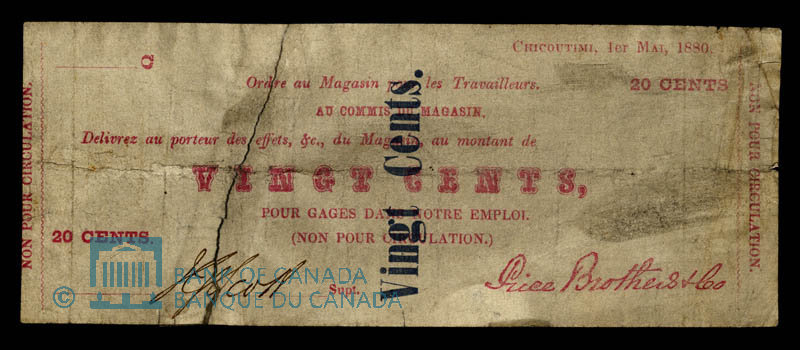 CHICOUTIMI, 1er MAI, 1880.
Q
Ordre au Magasin pour les Travailleurs.
20 CENTS
AU COMMIS DU MAGASIN.
Delivrez au porteur des effets, &c., du Magasin, au montant de
VINGT CENTS,
POUR GAGES DANS NOTRE EMPLOI.
20 CENTS.
(NON POUR CIRCULATION.)
Supt.
Price Brothers & Co
NON POUR CIRCULATION.
Vingt Cents.
NON POUR CIRCULATION.
© BANK OF CANADA
BANQUE DU CANADA